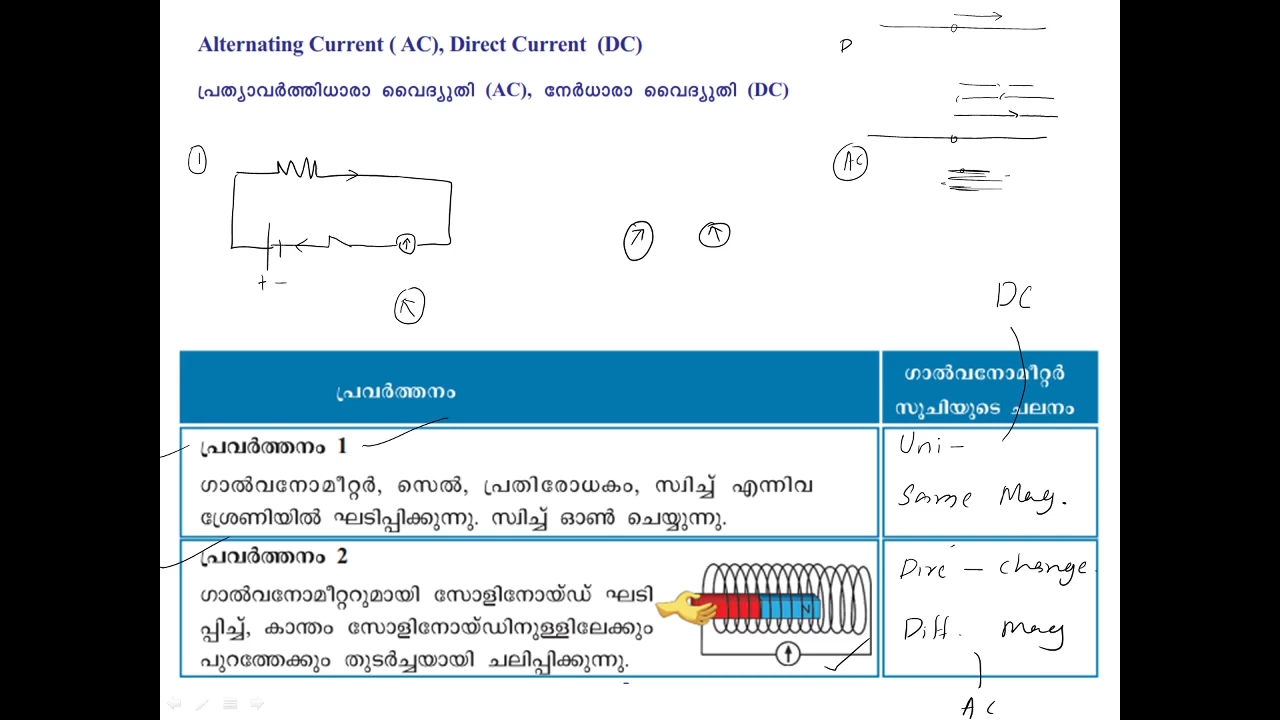 Alternating Current ( AC), Direct Current (DC)
പ്രത്യാവർത്തിധാരാ വൈദ്യുതി (AC), നേർധാരാ വൈദ്യുതി (DC)
D
1
AC
+ -
DC
പ്രവർത്തനം
ഗാൽവനോമീറ്റർ
സൂചിയുടെ ചലനം
പ്രവർത്തനം 1
ഗാൽവനോമീറ്റർ, സെൽ, പ്രതിരോധകം, സ്വിച്ച് എന്നിവ
ശ്രേണിയിൽ ഘടിപ്പിക്കുന്നു. സ്വിച്ച് ഓൺ ചെയ്യുന്നു.
Uni -
Same Mag.
പ്രവർത്തനം 2
ഗാൽവനോമീറ്ററുമായി സോളിനോയ്ഡ് ഘടി
പ്പിച്ച്, കാന്തം സോളിനോയ്ഡിനുള്ളിലേക്കും
പുറത്തേക്കും തുടർച്ചയായി ചലിപ്പിക്കുന്നു.
N
Dire - change.
Diff. Mag
AC